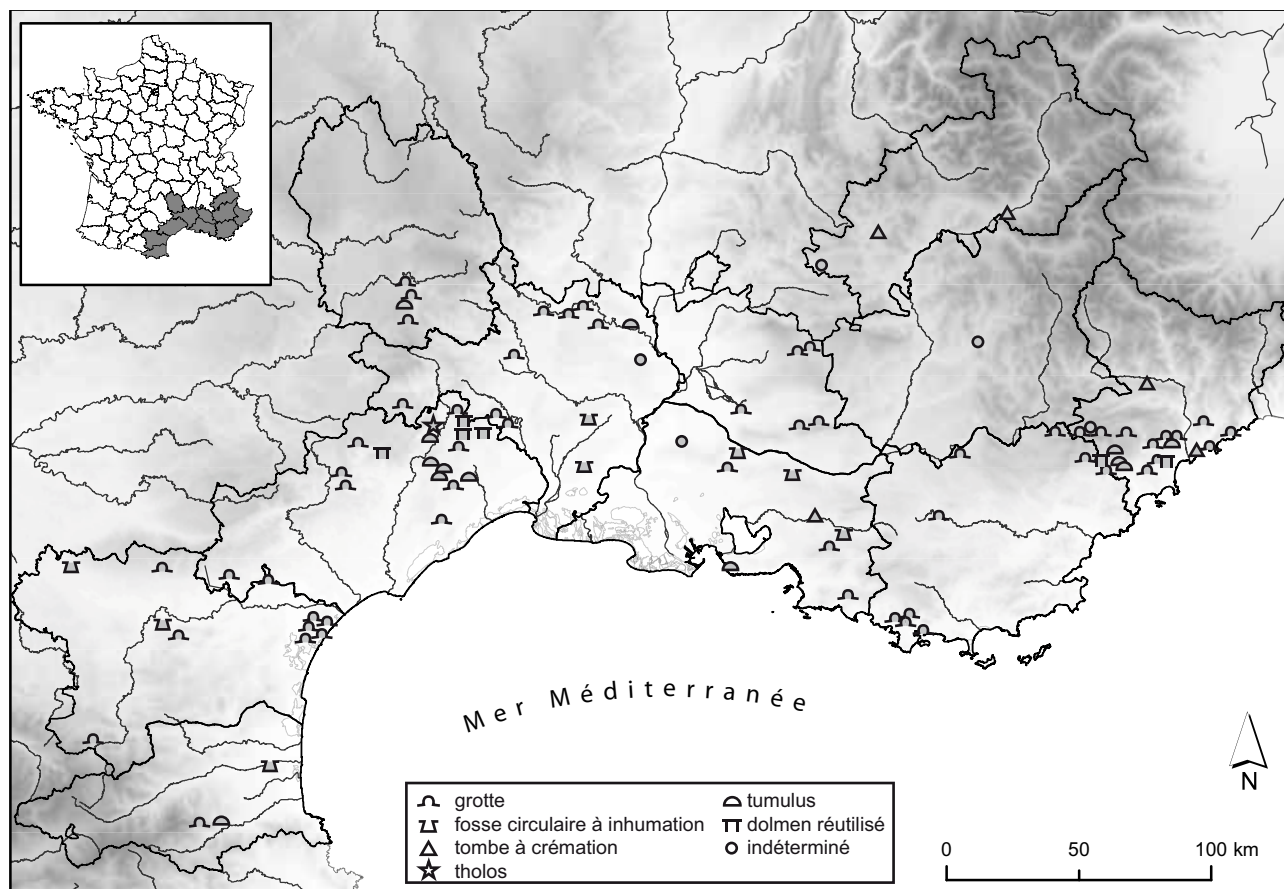 Mer Méditerranée
N
grotte
fosse circulaire à inhumation
tombe à crémation
tholos
tumulus
dolmen réutilisé
indéterminé
0 50 100 km